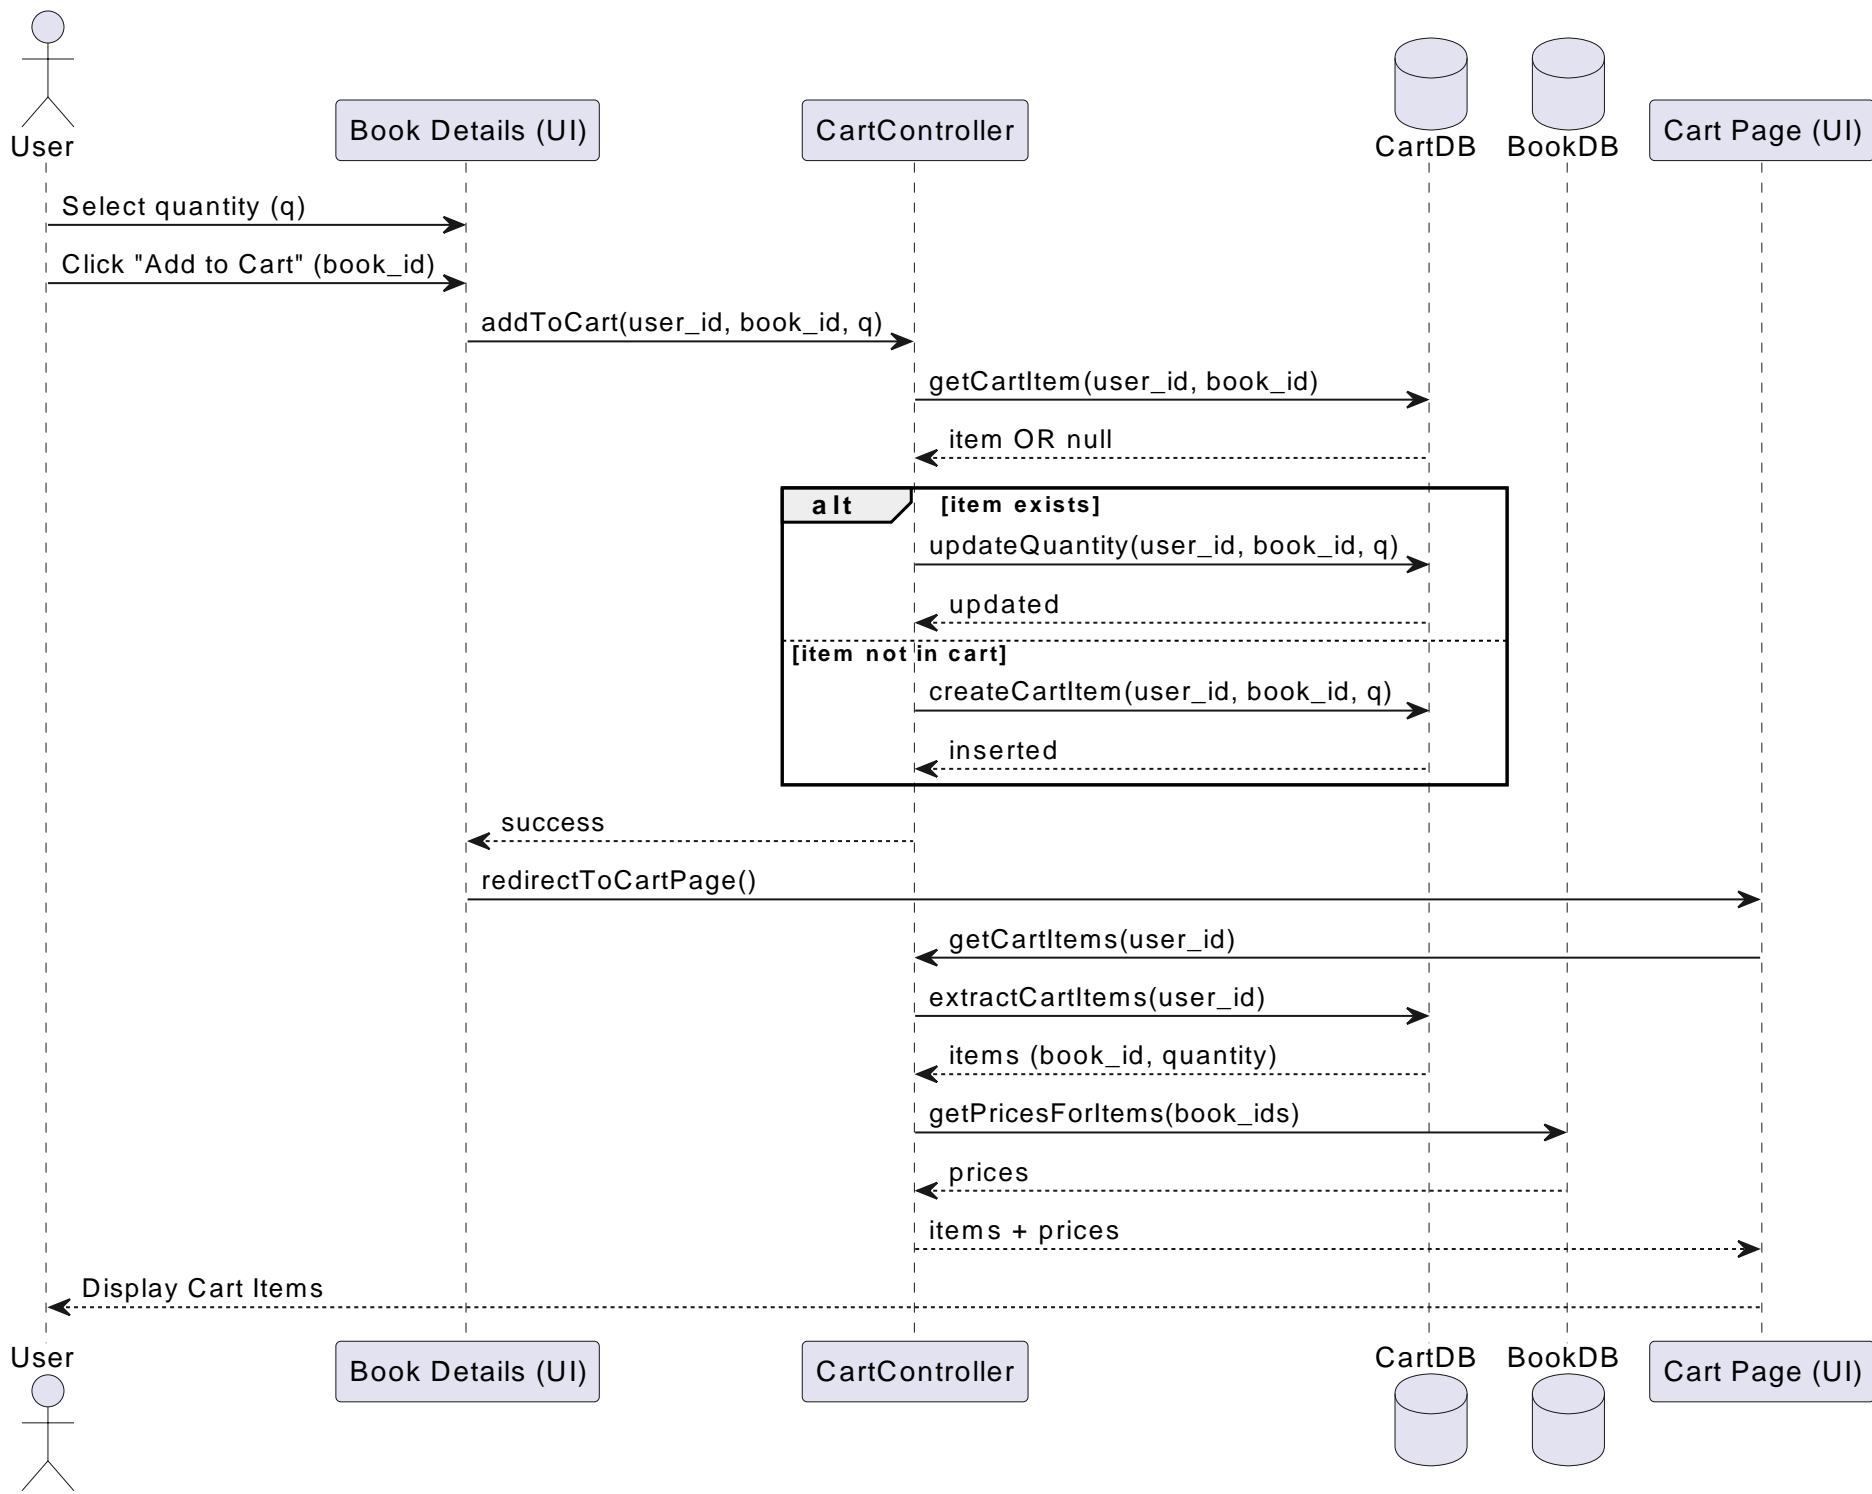 User
Book Details (UI)
CartController
CartDB
BookDB
Cart Page (UI)
Select quantity (q)
Click "Add to Cart" (book_id)
addToCart(user_id, book_id, q)
getCartItem(user_id, book_id)
item OR null
alt
[item exists]
updateQuantity(user_id, book_id, q)
updated
[item not in cart]
createCartItem(user_id, book_id, q)
inserted
success
redirectToCartPage()
getCartItems(user_id)
extractCartItems(user_id)
items (book_id, quantity)
getPricesForItems(book_ids)
prices
items + prices
Display Cart Items
User
Book Details (UI)
CartController
CartDB
BookDB
Cart Page (UI)